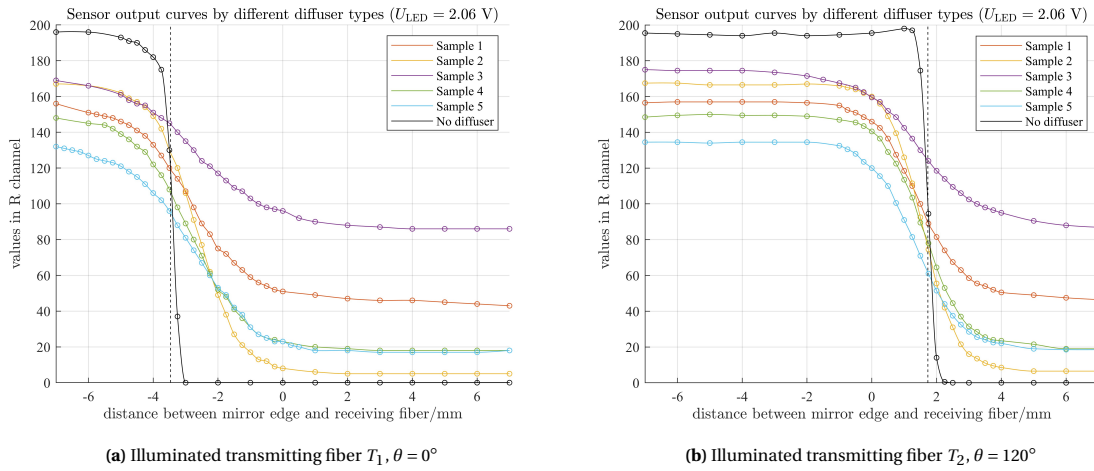 Sensor output curves by different diffuser types (U_LED = 2.06 V)
200
180
160
140
120
100
80
60
40
20
0
values in R channel
Sample 1
Sample 2
Sample 3
Sample 4
Sample 5
No diffuser
-6
-4
-2
0
2
4
6
distance between mirror edge and receiving fiber/mm
(a) Illuminated transmitting fiber T₁, θ = 0°
Sensor output curves by different diffuser types (U_LED = 2.06 V)
200
180
160
140
120
100
80
60
40
20
0
values in R channel
Sample 1
Sample 2
Sample 3
Sample 4
Sample 5
No diffuser
-6
-4
-2
0
2
4
6
distance between mirror edge and receiving fiber/mm
(b) Illuminated transmitting fiber T₂, θ = 120°